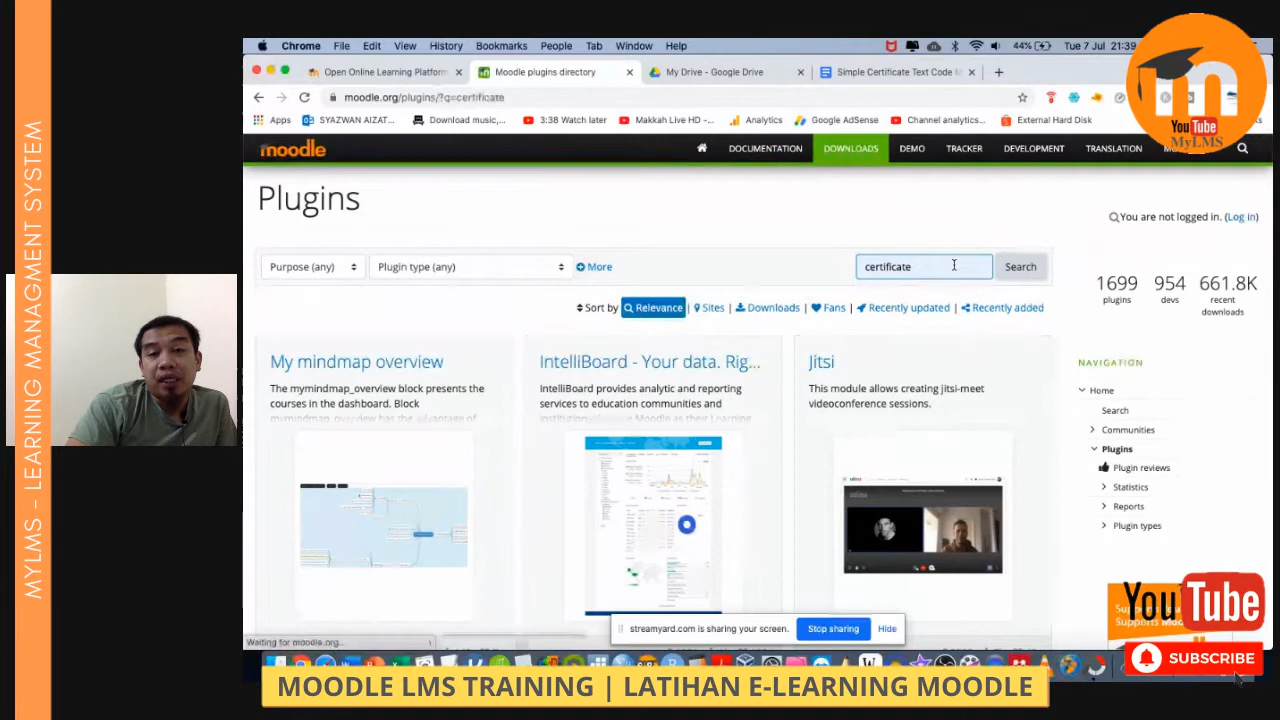 MYLMS - LEARNING MANAGMENT SYSTEM
Chrome File Edit View History Bookmarks People Tab Window Help
44% Tue 7 Jul 21:39
Open Online Learning Platform
Moodle plugins directory
My Drive - Google Drive
Simple Certificate Text Code M
moodle.org/plugins/?q=certificate
Apps
SYAZWAN AIZAT...
Download music,...
3:38 Watch later
Makkah Live HD -...
Analytics
Google AdSense
Channel analytics...
External Hard Disk
YouTube
MyLMS
moodle
DOCUMENTATION DOWNLOADS DEMO TRACKER DEVELOPMENT TRANSLATION
Plugins
You are not logged in. (Log in)
Purpose (any)
Plugin type (any)
More
certificate
Search
Sort by Relevance | Sites | Downloads | Fans | Recently updated | Recently added
1699 954 661.8K
plugins devs recent
downloads
My mindmap overview
The mymindmap_overview block presents the
courses in the dashboard. Block
mymindmap_overview has the advantage of
IntelliBoard - Your data. Rig...
IntelliBoard provides analytic and reporting
services to education communities and
Jitsi
This module allows creating jitsi-meet
videoconference sessions.
NAVIGATION
Home
Search
Communities
Plugins
Plugin reviews
Statistics
Reports
Plugin types
streamyard.com is sharing your screen.
Stop sharing
Hide
Waiting for moodle.org...
YouTube
SUBSCRIBE
MOODLE LMS TRAINING | LATIHAN E-LEARNING MOODLE